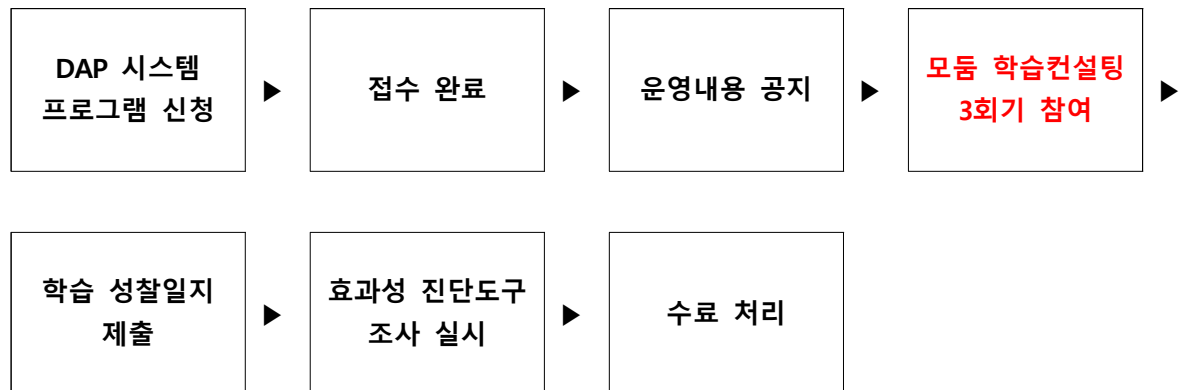 DAP 시스템
프로그램 신청
▶
접수 완료
▶
운영내용 공지
▶
모둠 학습컨설팅
3회기 참여
▶
학습 성찰일지
제출
▶
효과성 진단도구
조사 실시
▶
수료 처리